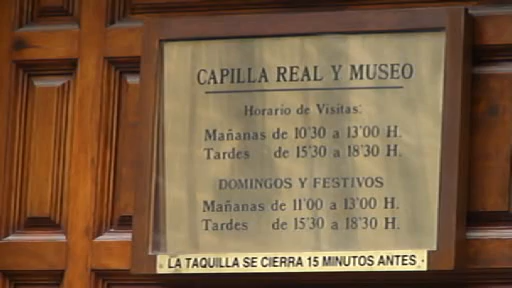 CAPILLA REAL Y MUSEO
Horario de Visitas:
Mañanas de 10'30 a 13'00 H.
Tardes de 15'30 a 18'30 H.
DOMINGOS Y FESTIVOS
Mañanas de 11'00 a 13'00 H.
Tardes de 15'30 a 18'30 H.
LA TAQUILLA SE CIERRA 15 MINUTOS ANTES